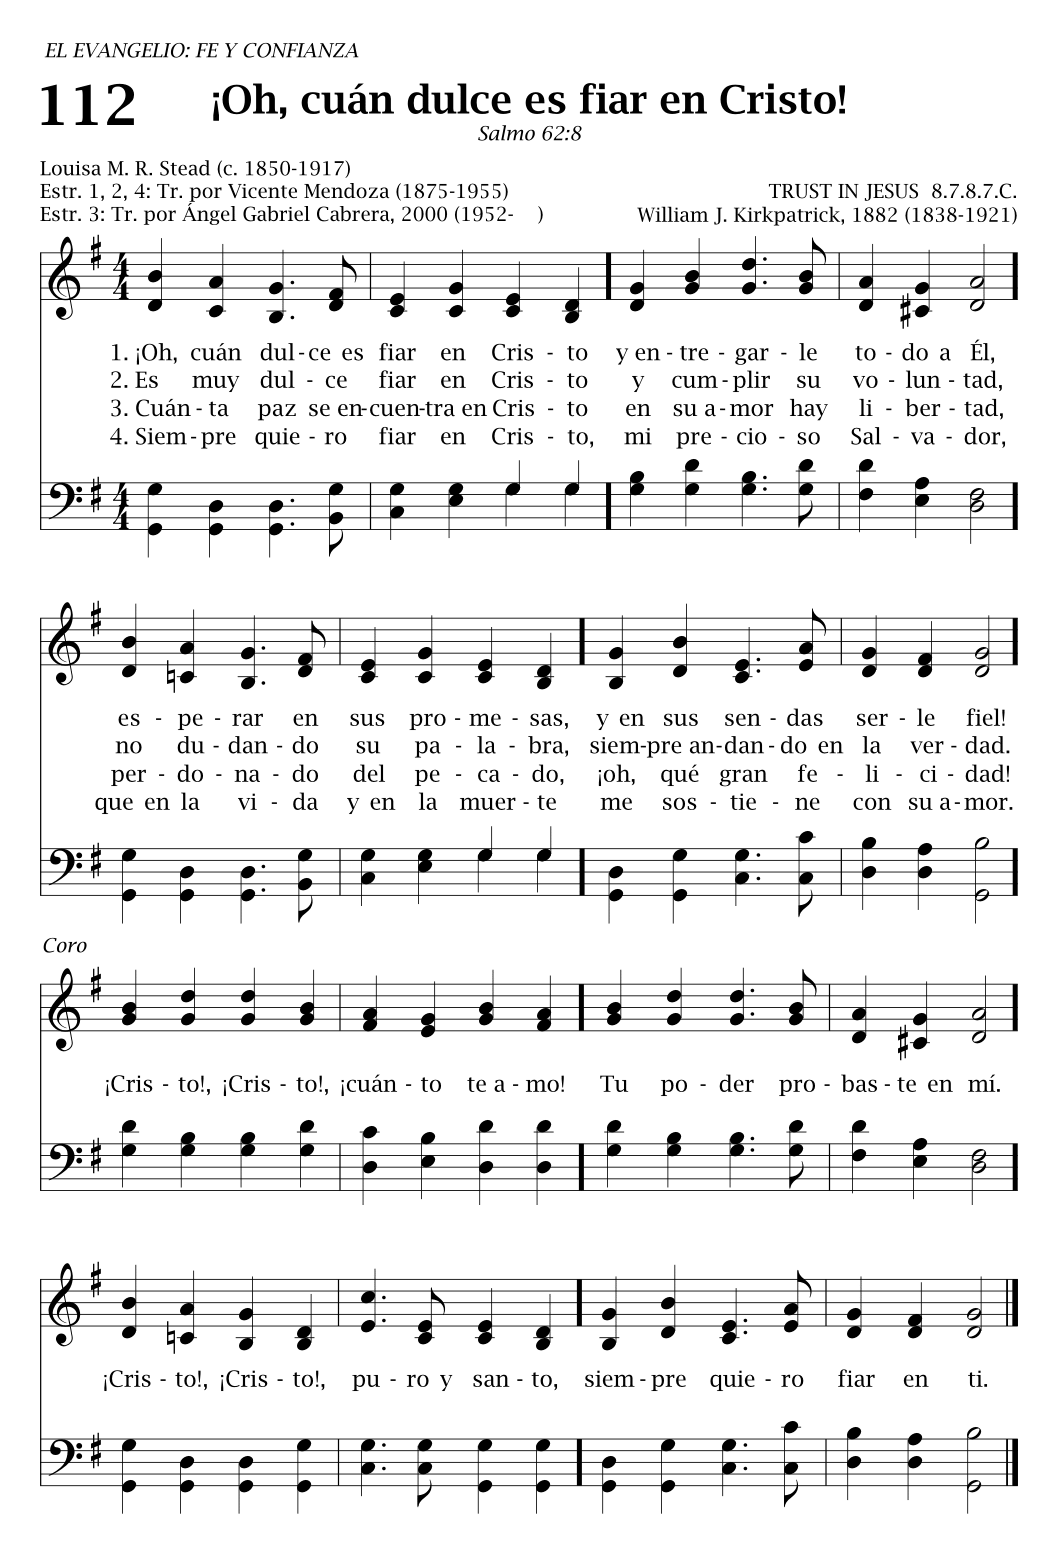 EL EVANGELIO: FE Y CONFIANZA
112 ¡Oh, cuán dulce es fiar en Cristo!
Salmo 62:8
Louisa M. R. Stead (c. 1850-1917)
Estr. 1, 2, 4: Tr. por Vicente Mendoza (1875-1955) TRUST IN JESUS 8.7.8.7.C.
Estr. 3: Tr. por Ángel Gabriel Cabrera, 2000 (1952- ) William J. Kirkpatrick, 1882 (1838-1921)
4
4
1. ¡Oh, cuán dul - ce es fiar en Cris - to y en - tre - gar - le to - do a Él,
2. Es muy dul - ce fiar en Cris - to y cum - plir su vo - lun - tad,
3. Cuán - ta paz se en - cuen - tra en Cris - to en su a - mor hay li - ber - tad,
4. Siem - pre quie - ro fiar en Cris - to, mi pre - cio - so Sal - va - dor,
4
4
es - pe - rar en sus pro - me - sas, y en sus sen - das ser - le fiel!
no du - dan - do su pa - la - bra, siem - pre an - dan - do en la ver - dad.
per - do - na - do del pe - ca - do, ¡oh, qué gran fe - li - ci - dad!
que en la vi - da y en la muer - te me sos - tie - ne con su a - mor.
Coro
¡Cris - to!, ¡Cris - to!, ¡cuán - to te a - mo! Tu po - der pro - bas - te en mí.
¡Cris - to!, ¡Cris - to!, pu - ro y san - to, siem - pre quie - ro fiar en ti.